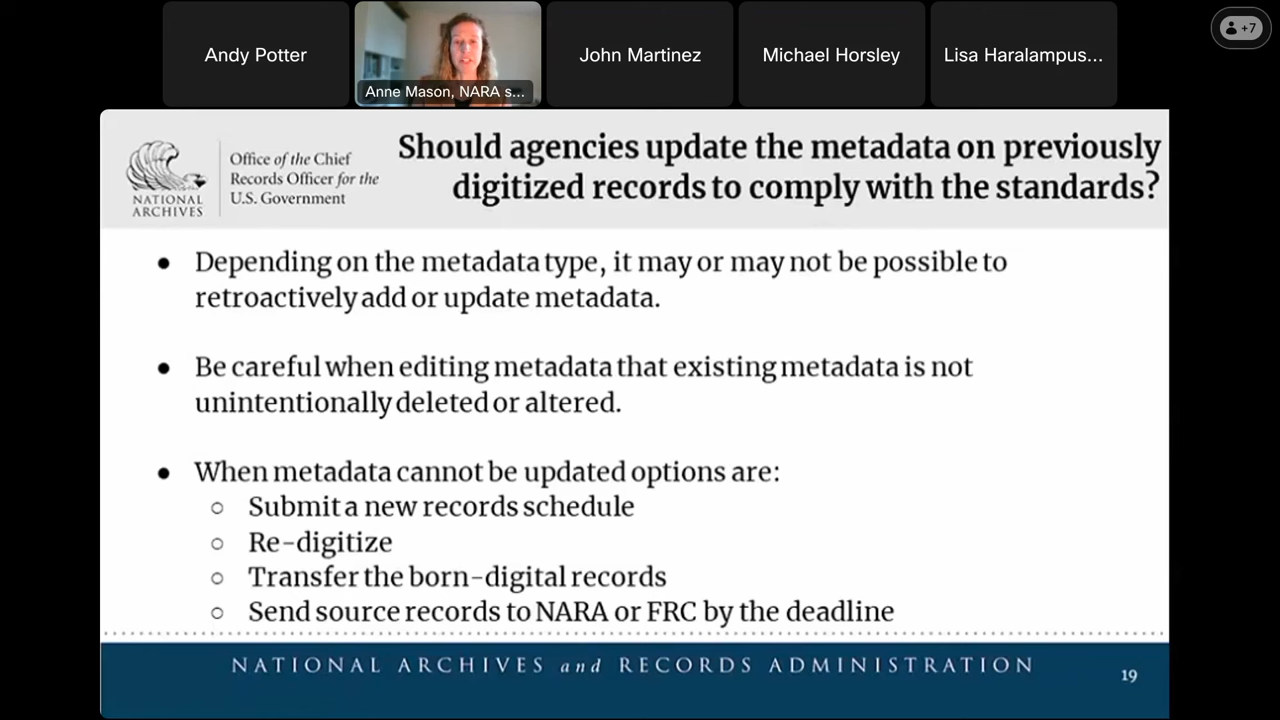 Andy Potter
Anne Mason, NARA s...
John Martinez
Michael Horsley
Lisa Haralampus...
+7
NATIONAL
ARCHIVES
Office of the Chief
Records Officer for the
U.S. Government
Should agencies update the metadata on previously
digitized records to comply with the standards?
● Depending on the metadata type, it may or may not be possible to
retroactively add or update metadata.
● Be careful when editing metadata that existing metadata is not
unintentionally deleted or altered.
● When metadata cannot be updated options are:
○ Submit a new records schedule
○ Re-digitize
○ Transfer the born-digital records
○ Send source records to NARA or FRC by the deadline
NATIONAL ARCHIVES and RECORDS ADMINISTRATION
19